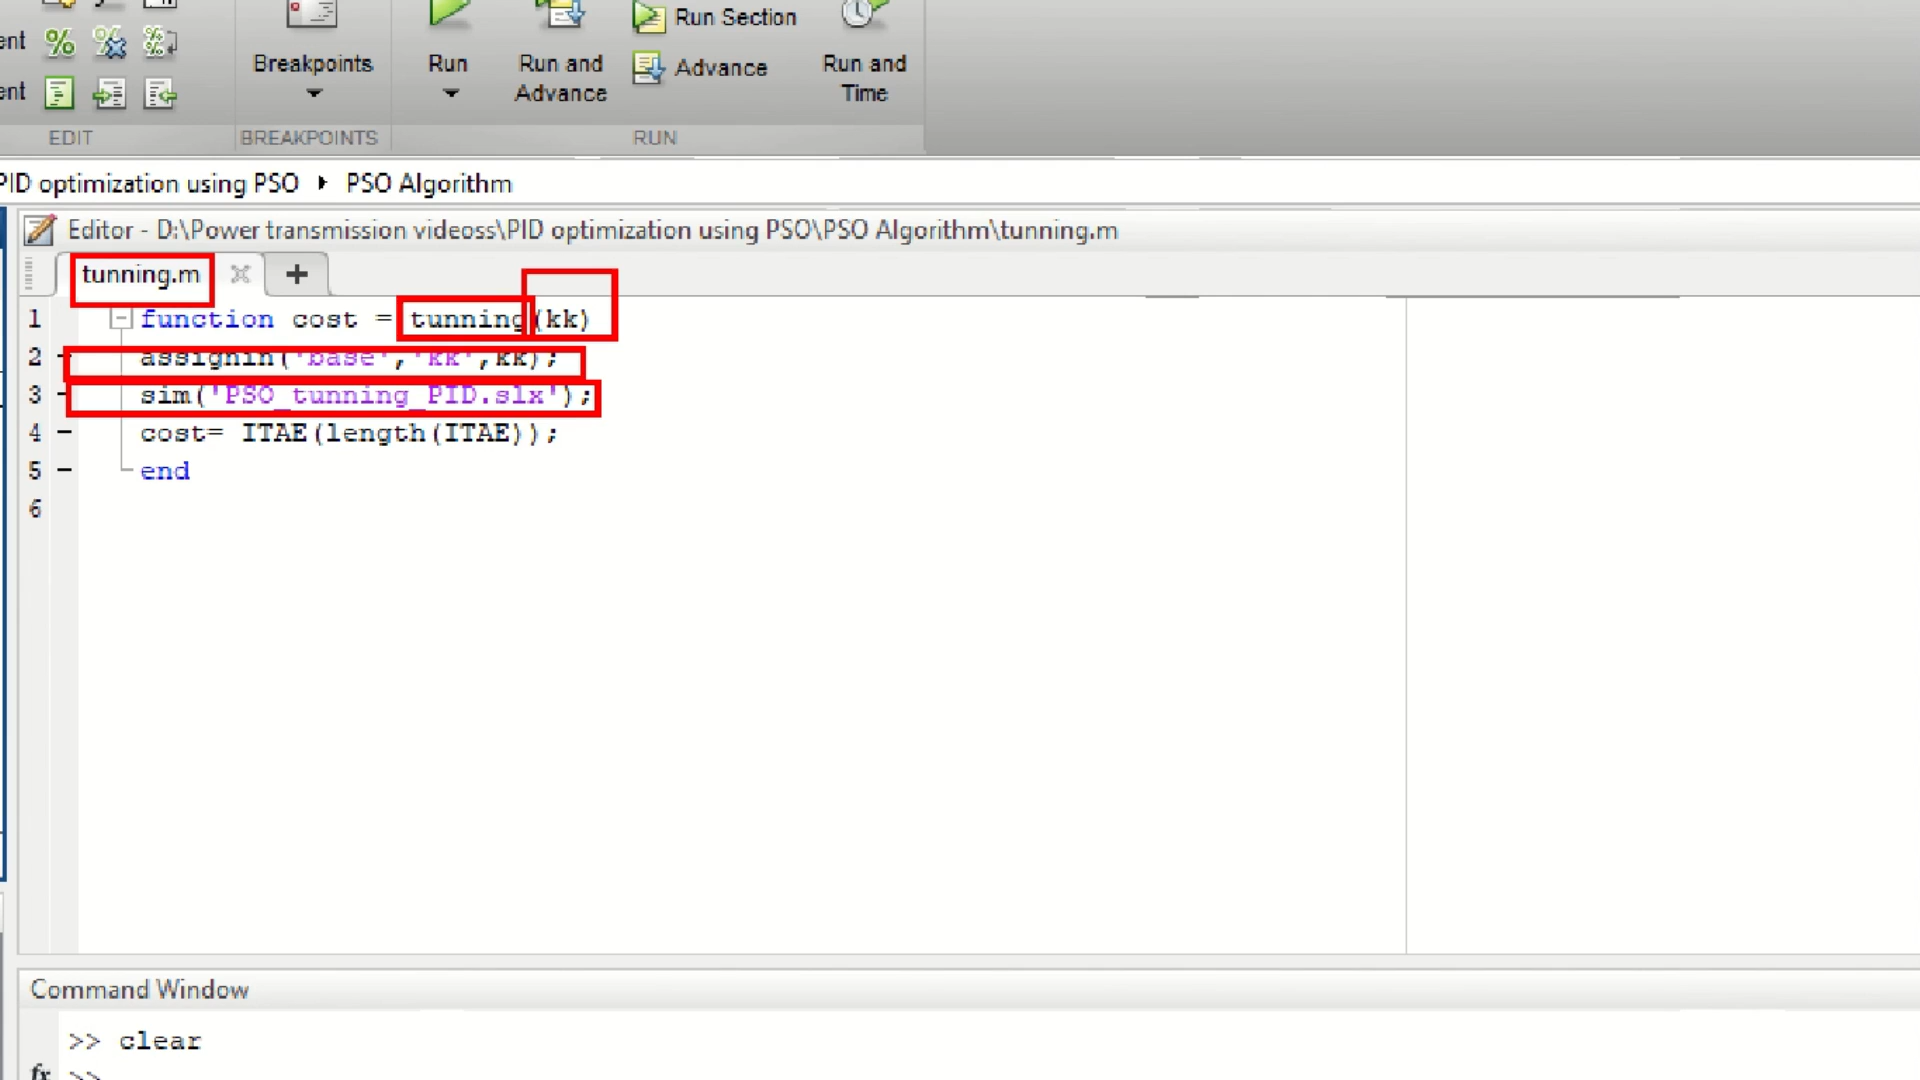 Run Section
ent
Breakpoints
Run
Run and Advance
Advance
Run and Time
ent
EDIT
BREAKPOINTS
RUN
PID optimization using PSO PSO Algorithm
Editor - D:\Power transmission videoss\PID optimization using PSO\PSO Algorithm\tunning.m
tunning.m
1 function cost = tunning(kk)
2 assignin('base','kk',kk);
3 sim('PSO_tunning_PID.slx');
4 cost= ITAE(length(ITAE));
5 end
6
Command Window
>> clear
fx >>